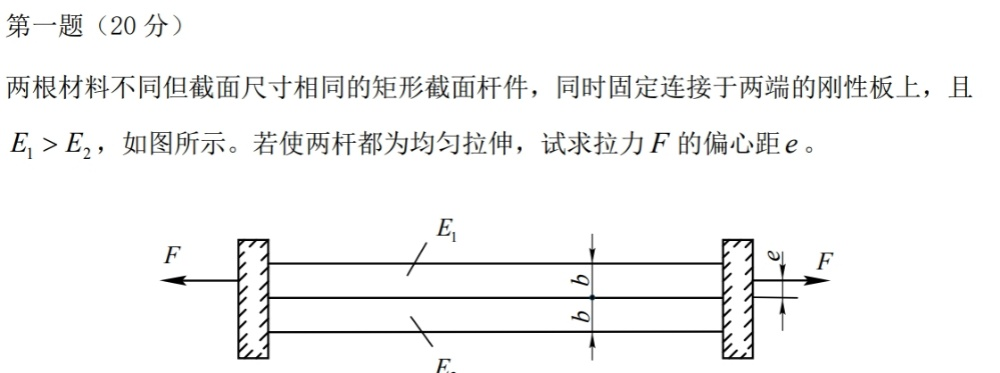 第一题（20 分）
两根材料不同但截面尺寸相同的矩形截面杆件，同时固定连接于两端的刚性板上，且
E₁ > E₂，如图所示。若使两杆都为均匀拉伸，试求拉力 F 的偏心距 e 。
E₁
F
b
e
F
b
E₂